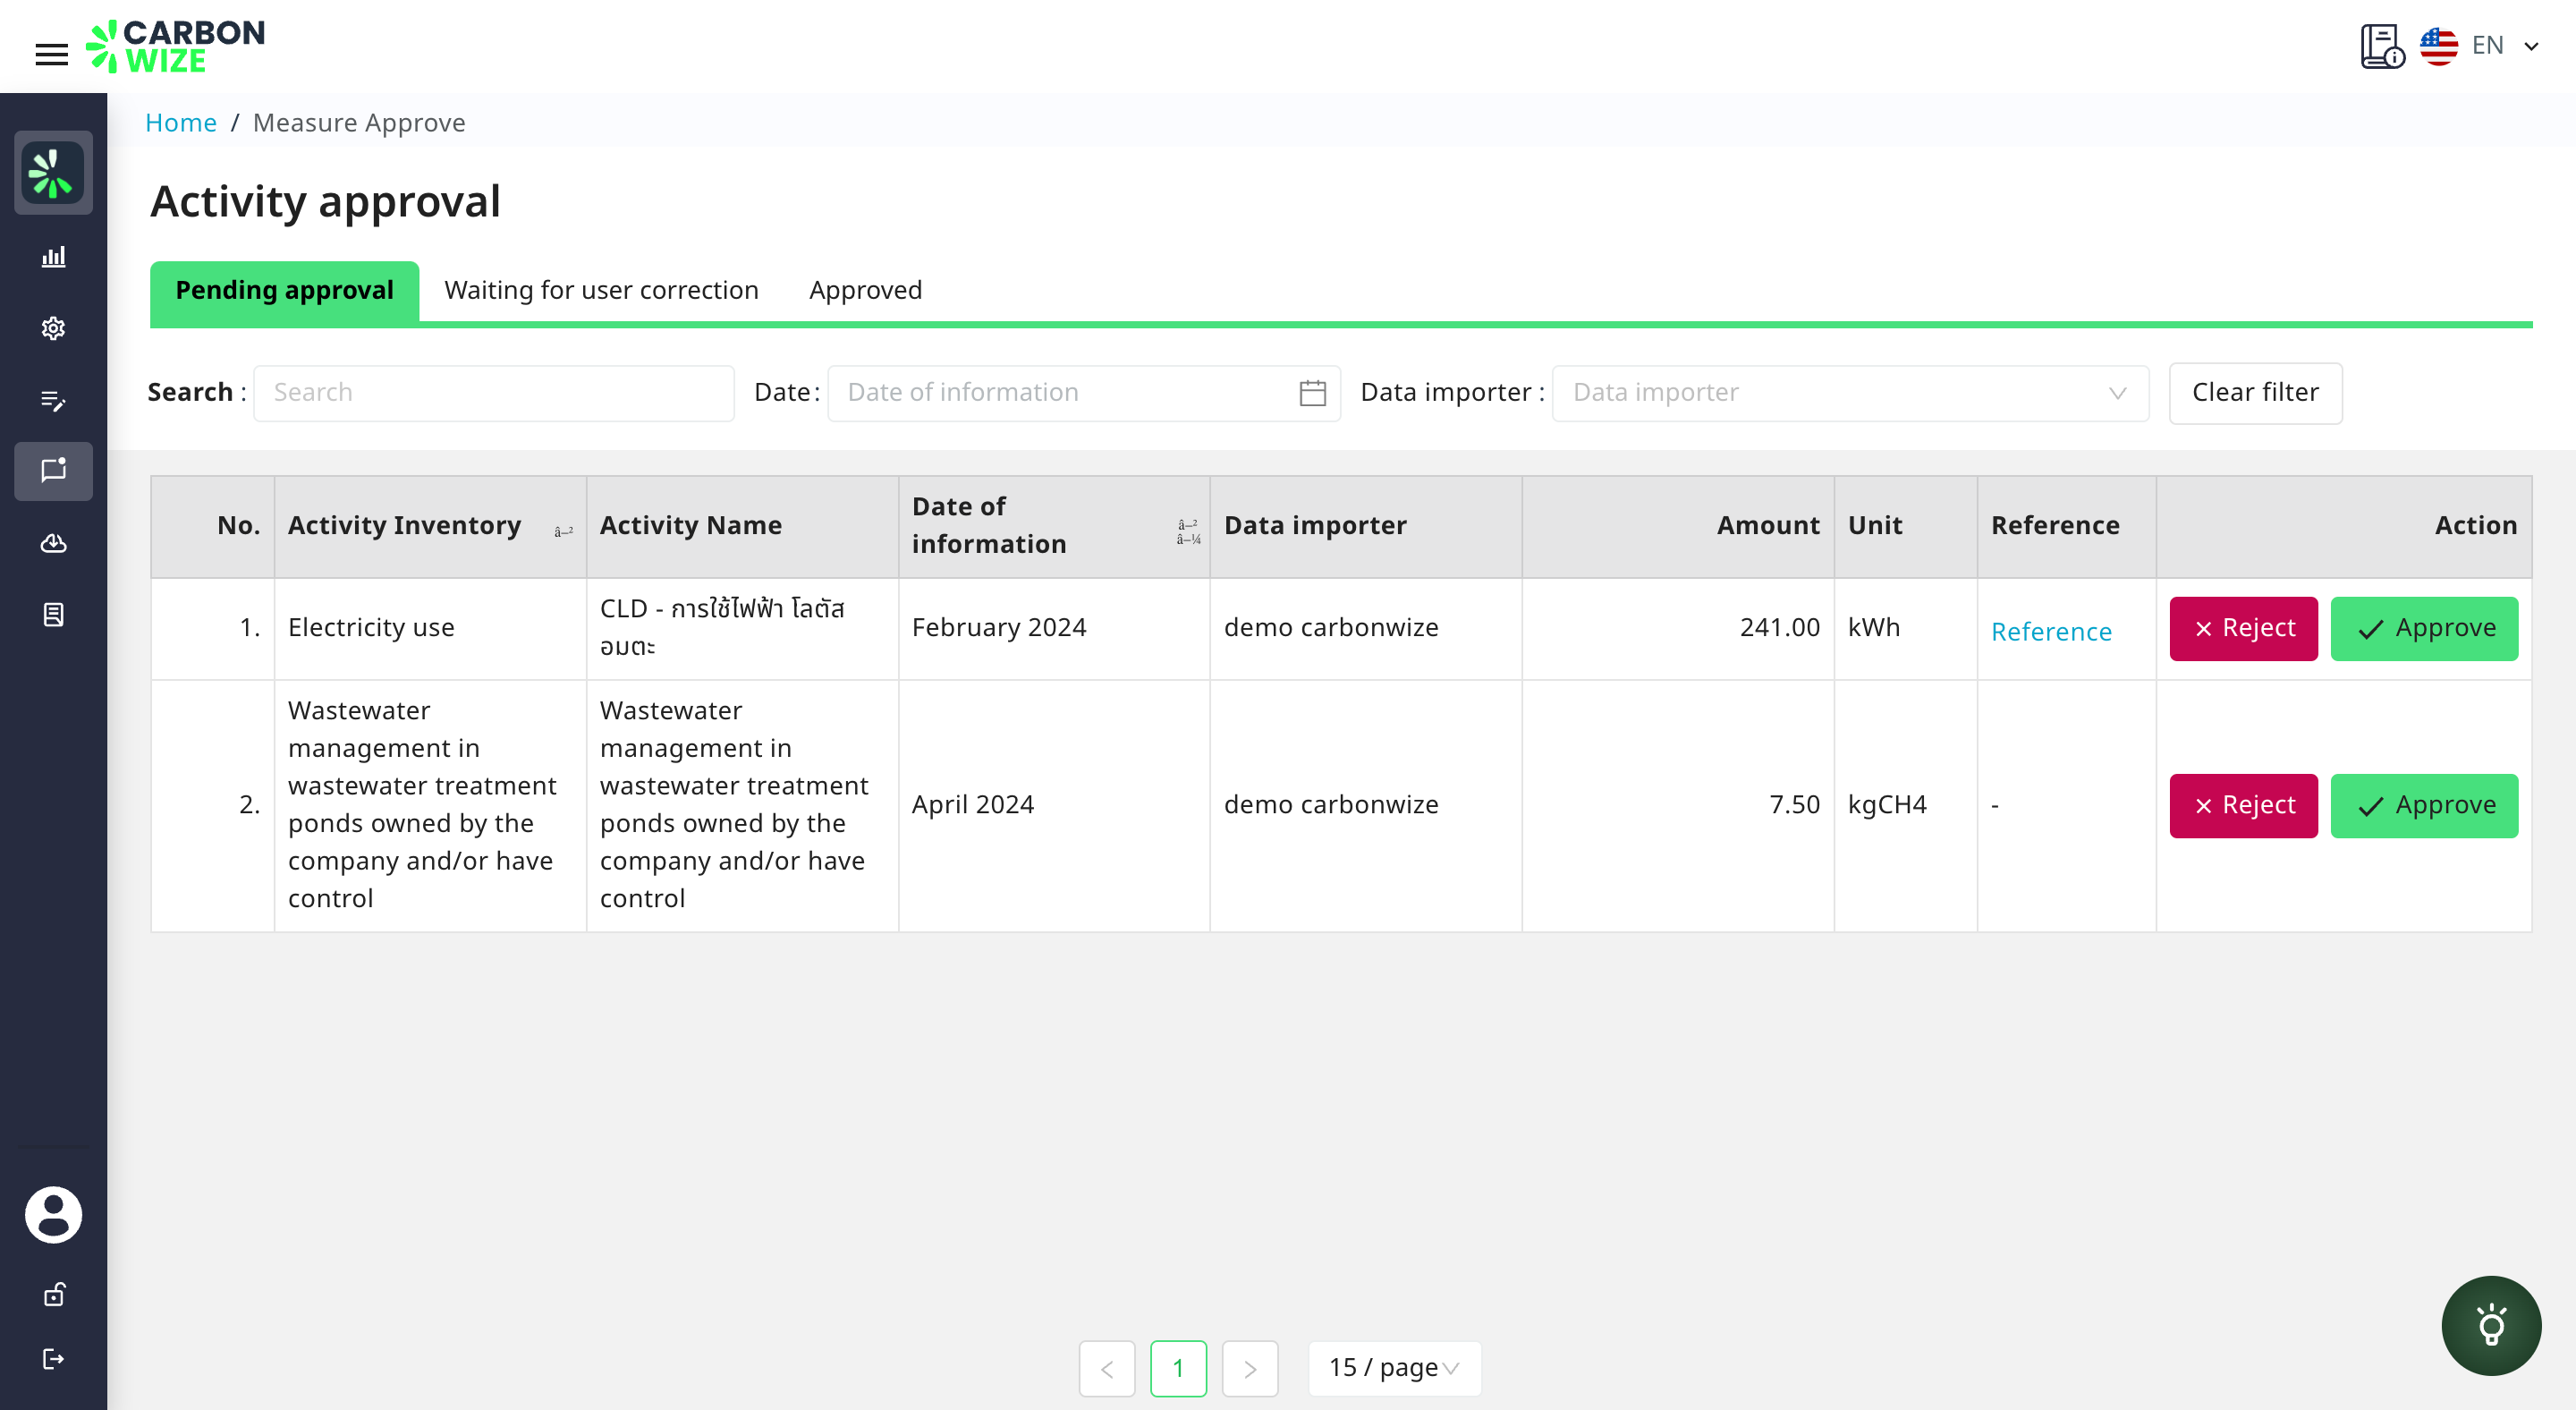 CARBON
WIZE
EN
Home / Measure Approve
Activity approval
Pending approval
Waiting for user correction
Approved
Search :
Search
Date :
Date of information
Data importer :
Data importer
Clear filter
No.
Activity Inventory
â–²
Activity Name
Date of
information
â–²
â–¼
Data importer
Amount
Unit
Reference
Action
1.
Electricity use
CLD - การใช้ไฟฟ้า โลตัส
อมตะ
February 2024
demo carbonwize
241.00
kWh
Reference
Reject
Approve
2.
Wastewater
management in
wastewater treatment
ponds owned by the
company and/or have
control
Wastewater
management in
wastewater treatment
ponds owned by the
company and/or have
control
April 2024
demo carbonwize
7.50
kgCH4
-
Reject
Approve
1
15 / page